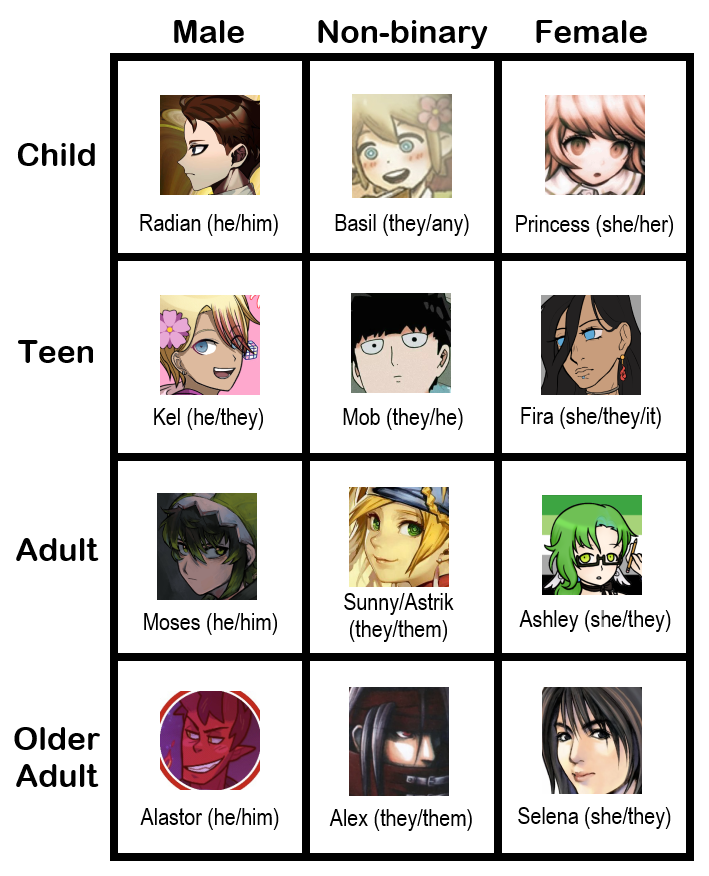 Male Non-binary Female
Child
Radian (he/him) Basil (they/any) Princess (she/her)
Teen
Kel (he/they) Mob (they/he) Fira (she/they/it)
Adult
Moses (he/him) Sunny/Astrik
(they/them) Ashley (she/they)
Older
Adult
Alastor (he/him) Alex (they/them) Selena (she/they)